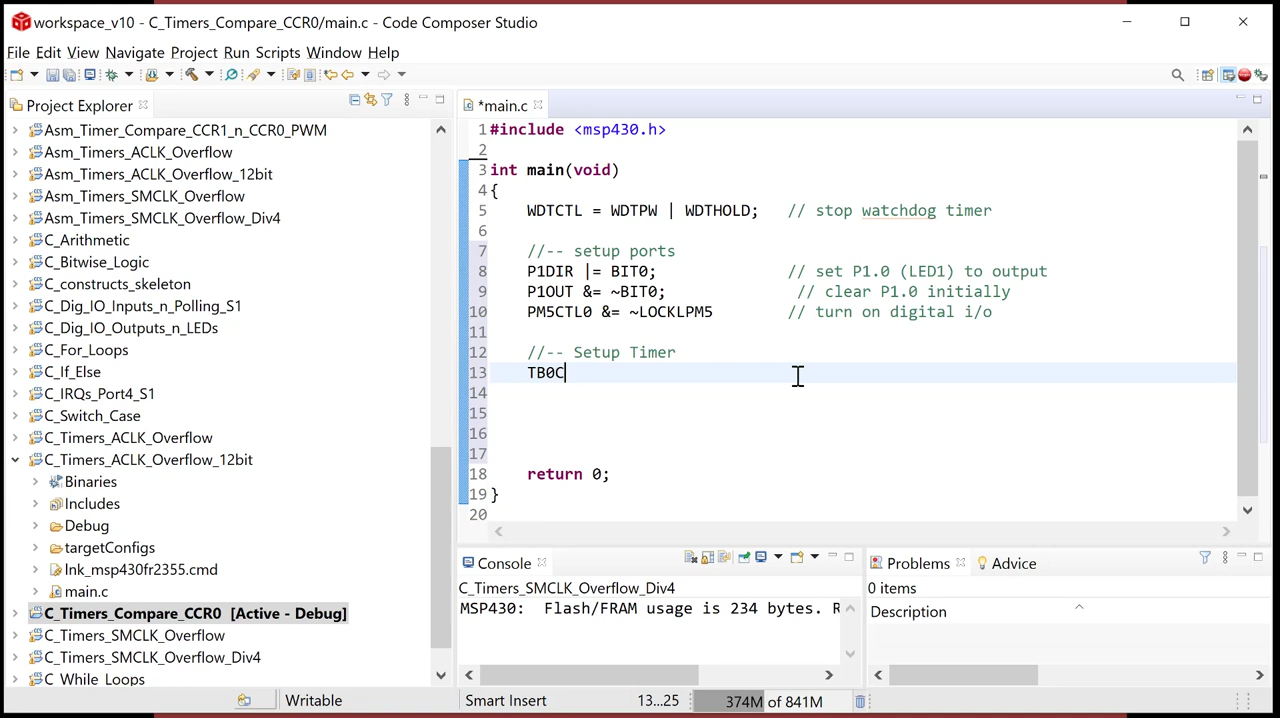 workspace_v10 - C_Timers_Compare_CCR0/main.c - Code Composer Studio
File Edit View Navigate Project Run Scripts Window Help
Project Explorer
Asm_Timer_Compare_CCR1_n_CCR0_PWM
Asm_Timers_ACLK_Overflow
Asm_Timers_ACLK_Overflow_12bit
Asm_Timers_SMCLK_Overflow
Asm_Timers_SMCLK_Overflow_Div4
C_Arithmetic
C_Bitwise_Logic
C_constructs_skeleton
C_Dig_IO_Inputs_n_Polling_S1
C_Dig_IO_Outputs_n_LEDs
C_For_Loops
C_If_Else
C_IRQs_Port4_S1
C_Switch_Case
C_Timers_ACLK_Overflow
C_Timers_ACLK_Overflow_12bit
Binaries
Includes
Debug
targetConfigs
lnk_msp430fr2355.cmd
main.c
C_Timers_Compare_CCR0 [Active - Debug]
C_Timers_SMCLK_Overflow
C_Timers_SMCLK_Overflow_Div4
C_While_Loops
*main.c
1 #include <msp430.h>
2
3 int main(void)
4 {
5 WDTCTL = WDTPW | WDTHOLD; // stop watchdog timer
6
7 //-- setup ports
8 P1DIR |= BIT0; // set P1.0 (LED1) to output
9 P1OUT &= ~BIT0; // clear P1.0 initially
10 PM5CTL0 &= ~LOCKLPM5 // turn on digital i/o
11
12 //-- Setup Timer
13 TB0C
14
15
16
17
18 return 0;
19 }
20
Console
C_Timers_SMCLK_Overflow_Div4
MSP430: Flash/FRAM usage is 234 bytes. R
Problems Advice
0 items
Description
Writable Smart Insert 13...25 374M of 841M